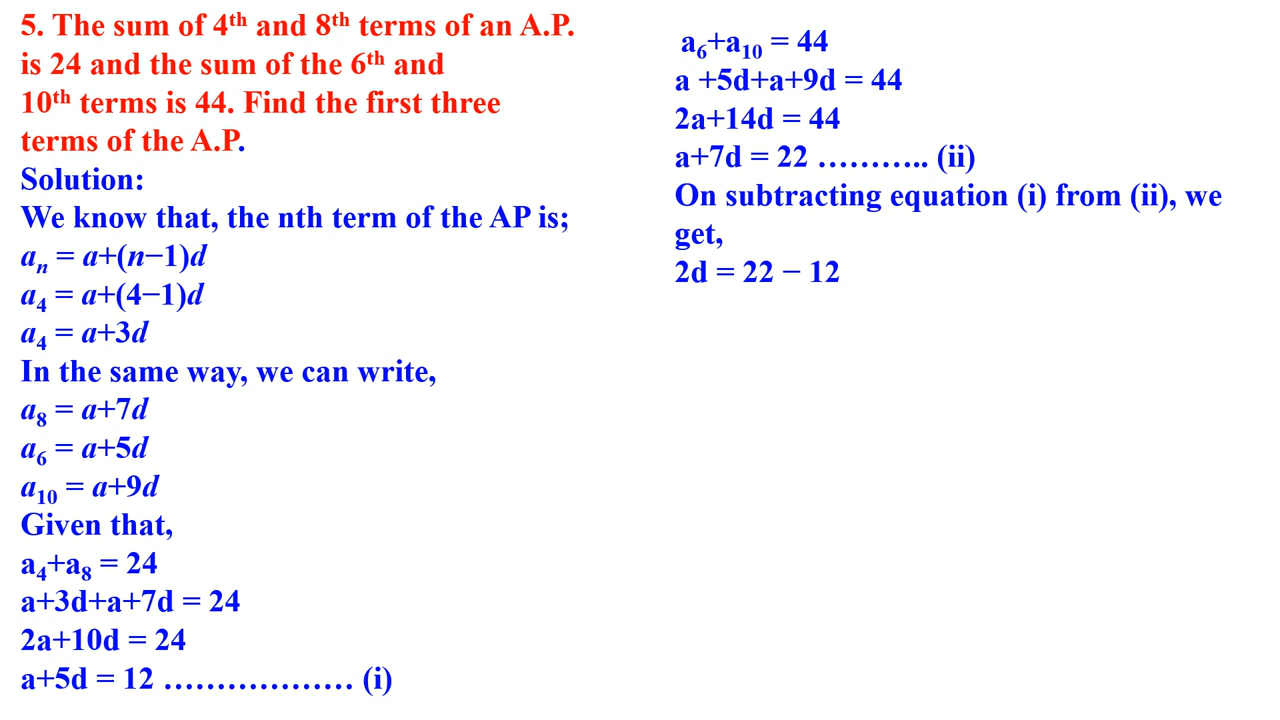 5. The sum of 4th and 8th terms of an A.P.
is 24 and the sum of the 6th and
10th terms is 44. Find the first three
terms of the A.P.
Solution:
We know that, the nth term of the AP is;
aₙ = a+(n−1)d
a₄ = a+(4−1)d
a₄ = a+3d
In the same way, we can write,
a₈ = a+7d
a₆ = a+5d
a₁₀ = a+9d
Given that,
a₄+a₈ = 24
a+3d+a+7d = 24
2a+10d = 24
a+5d = 12 ……………… (i)
a₆+a₁₀ = 44
a +5d+a+9d = 44
2a+14d = 44
a+7d = 22 ……….. (ii)
On subtracting equation (i) from (ii), we
get,
2d = 22 − 12